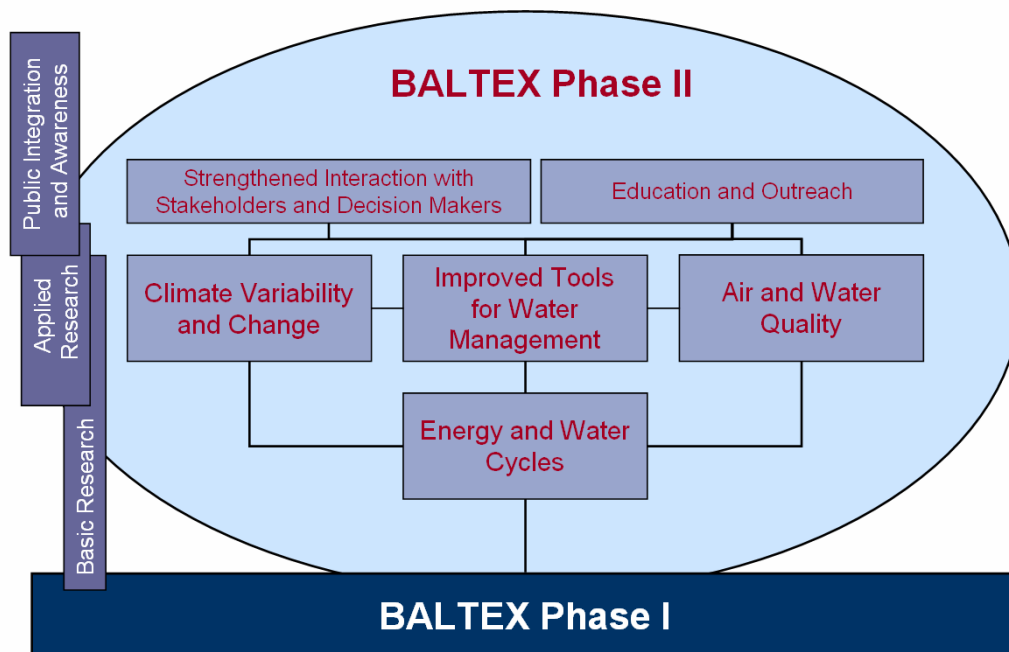 Public Integration
and Awareness
Applied
Research
Basic Research
BALTEX Phase II
Strengthened Interaction with
Stakeholders and Decision Makers
Education and Outreach
Climate Variability
and Change
Improved Tools
for Water
Management
Air and Water
Quality
Energy and Water
Cycles
BALTEX Phase I